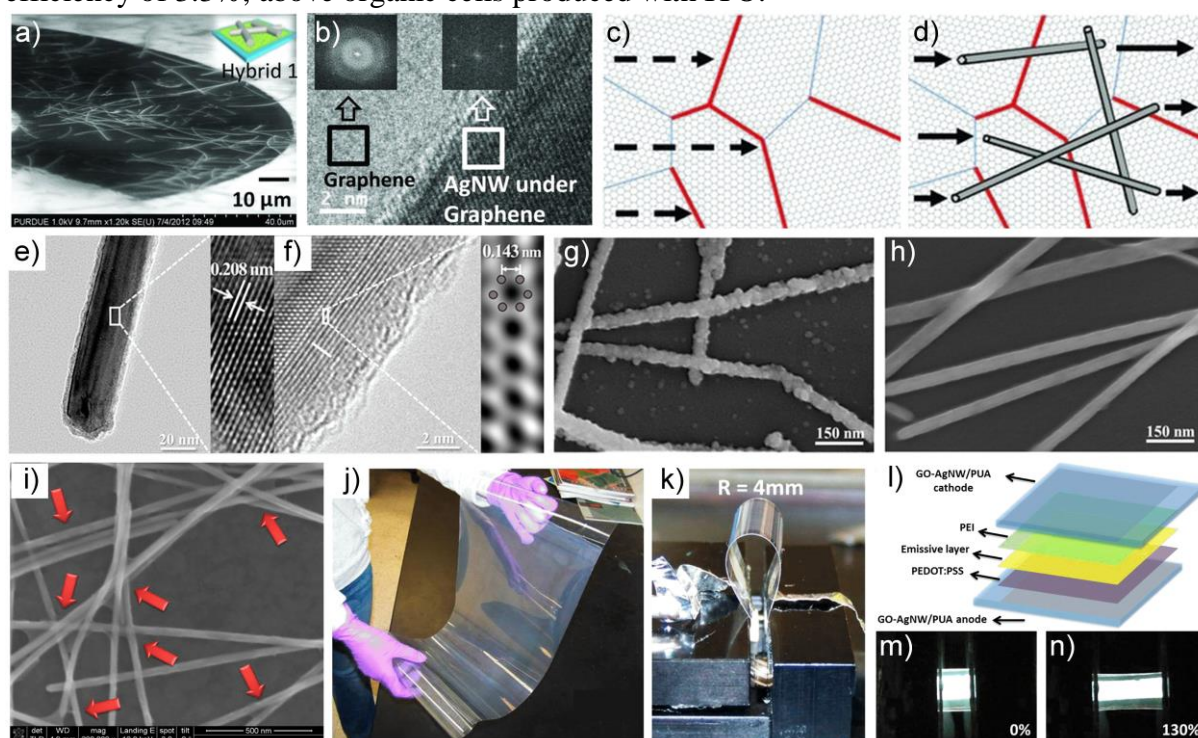 efficiency of 3.3%, above organic cells produced with ITO.
a)
Hybrid 1
10 µm
PURDUE 1.0kV 9.7mm x1.20k SE(U) 7/4/2012 09:49
40.0um
b)
Graphene
2 nm
AgNW under
Graphene
c)
d)
e)
20 nm
0.208 nm
f)
2 nm
0.143 nm
g)
150 nm
h)
150 nm
i)
det WD mag Landing E spot tilt
500 nm
j)
k)
R = 4mm
l)
GO-AgNW/PUA
cathode
PEI
Emissive layer
PEDOT:PSS
GO-AgNW/PUA anode
m)
0%
n)
130%